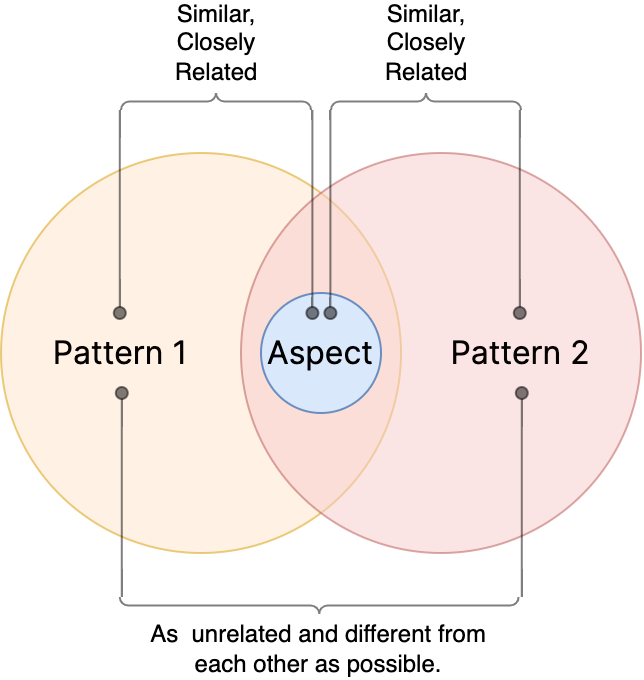 Similar,
Closely
Related
Similar,
Closely
Related
Pattern 1
Aspect
Pattern 2
As  unrelated and different from
each other as possible.